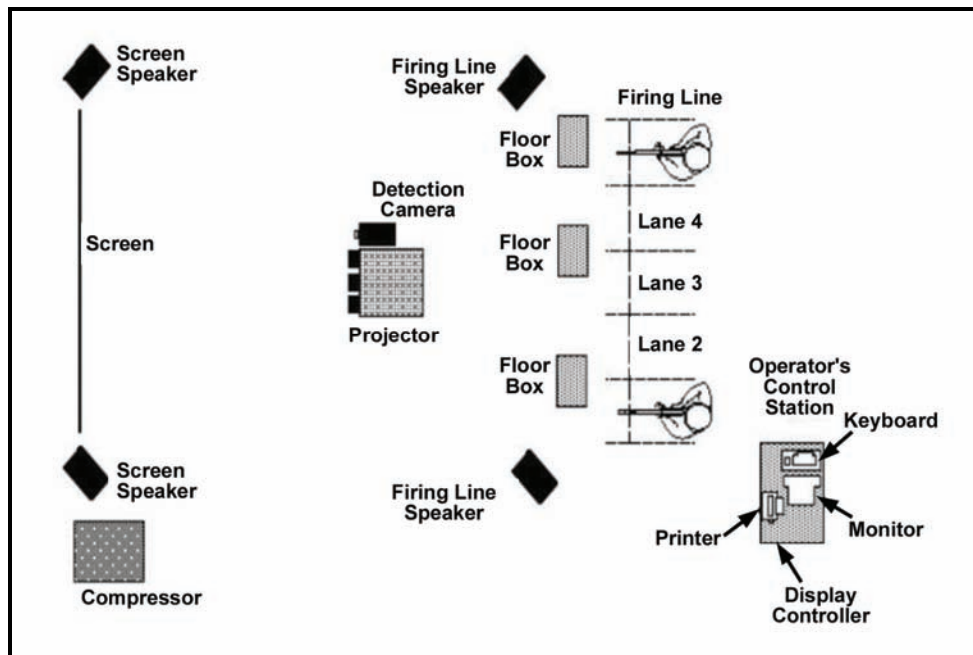 Screen
Speaker
Firing Line
Speaker
Firing Line
Floor
Box
Detection
Camera
Lane 4
Screen
Floor
Box
Lane 3
Projector
Lane 2
Floor
Box
Operator's
Control
Station
Keyboard
Screen
Speaker
Firing Line
Speaker
Printer
Monitor
Compressor
Display
Controller